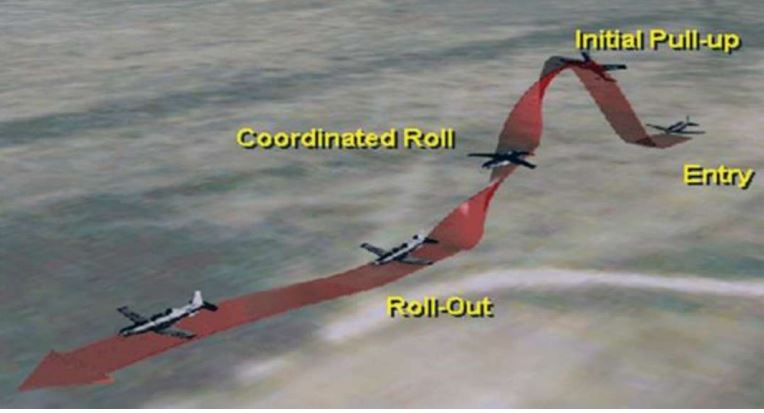 Initial Pull-up
Coordinated Roll
Entry
Roll-Out